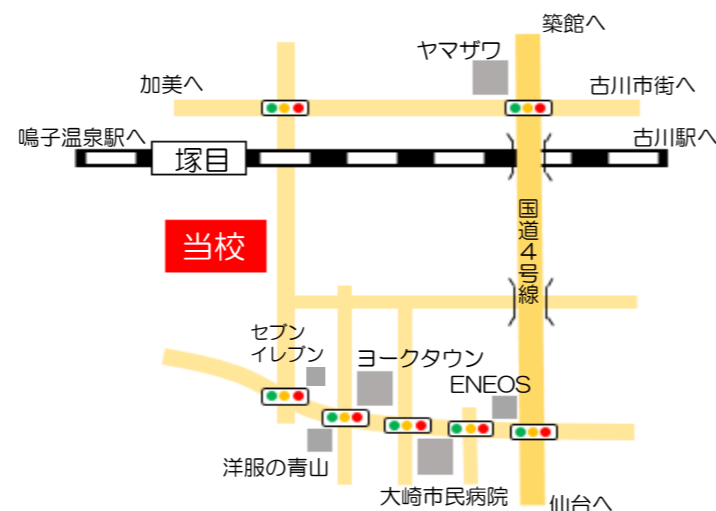 築館へ
ヤマザワ
加美へ
古川市街へ
鳴子温泉駅へ
塚目
古川駅へ
当校
国道4号線
セブン
イレブン
ヨークタウン
ENEOS
洋服の青山
大崎市民病院
仙台へ